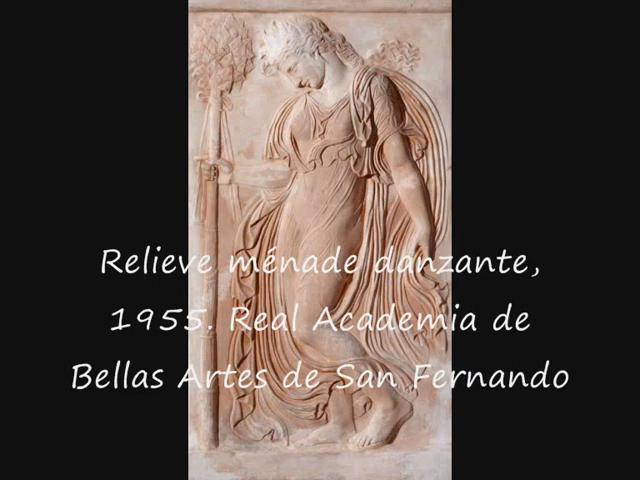 Relieve ménade danzante,
1955. Real Academia de
Bellas Artes de San Fernando